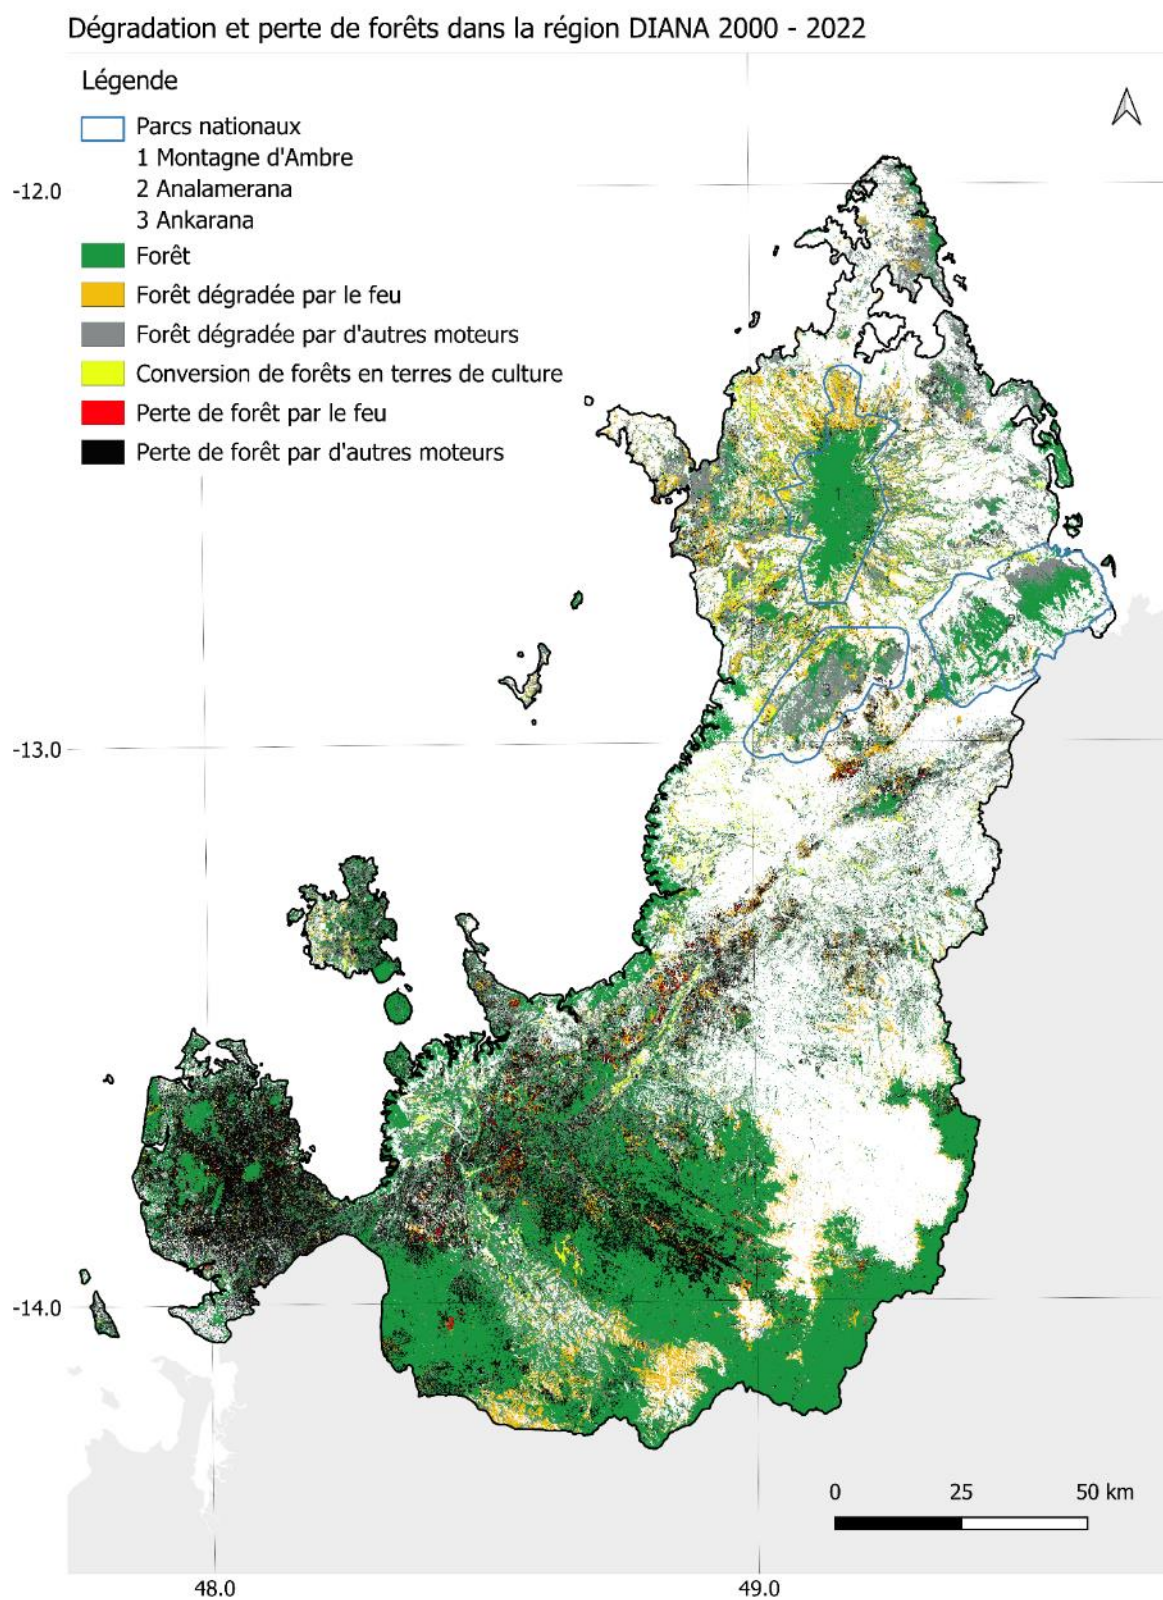 Dégradation et perte de forêts dans la région DIANA 2000 - 2022
Légende
Parcs nationaux
1 Montagne d'Ambre
2 Analamerana
3 Ankarana
Forêt
Forêt dégradée par le feu
Forêt dégradée par d'autres moteurs
Conversion de forêts en terres de culture
Perte de forêt par le feu
Perte de forêt par d'autres moteurs
-12.0
1
2
3
-13.0
-14.0
0 25 50 km
48.0 49.0